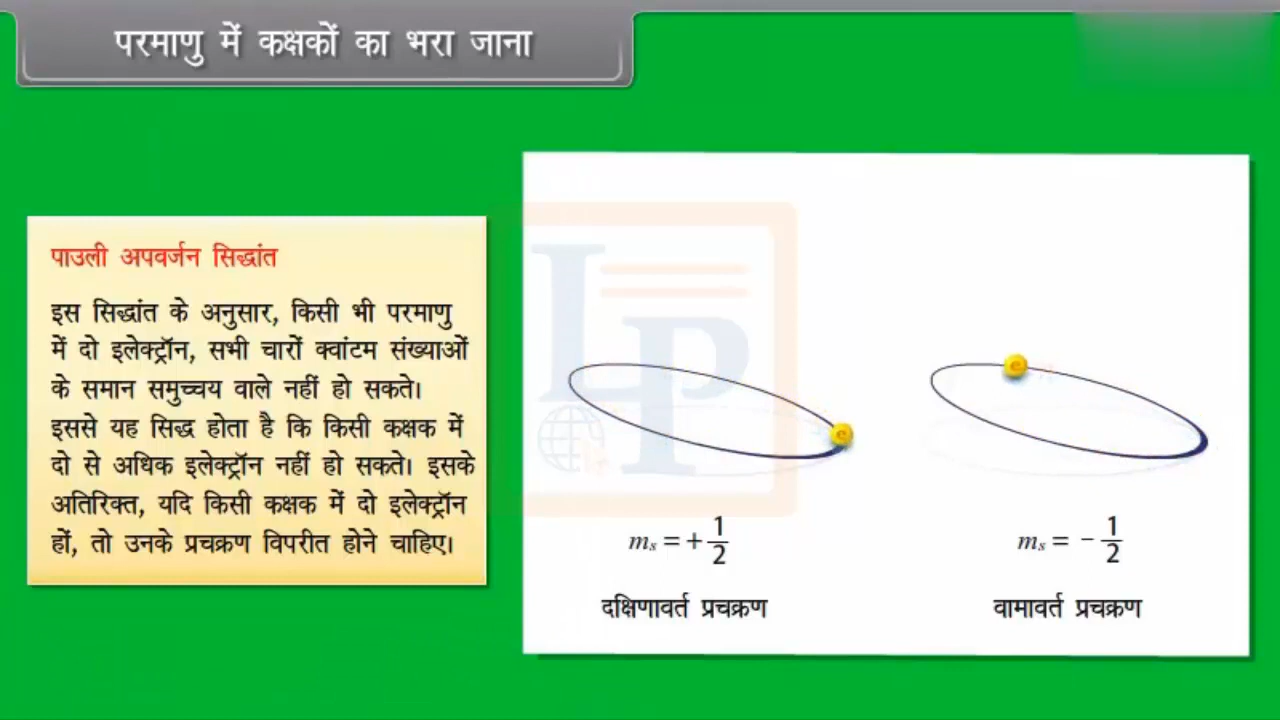 परमाणु में कक्षकों का भरा जाना
पाउली अपवर्जन सिद्धांत
इस सिद्धांत के अनुसार, किसी भी परमाणु
में दो इलेक्ट्रॉन, सभी चारों क्वांटम संख्याओं
के समान समुच्चय वाले नहीं हो सकते।
इससे यह सिद्ध होता है कि किसी कक्षक में
दो से अधिक इलेक्ट्रॉन नहीं हो सकते। इसके
अतिरिक्त, यदि किसी कक्षक में दो इलेक्ट्रॉन
हों, तो उनके प्रचक्रण विपरीत होने चाहिए।
LP
e
e
mₛ = + 1/2
mₛ = - 1/2
दक्षिणावर्त प्रचक्रण
वामावर्त प्रचक्रण